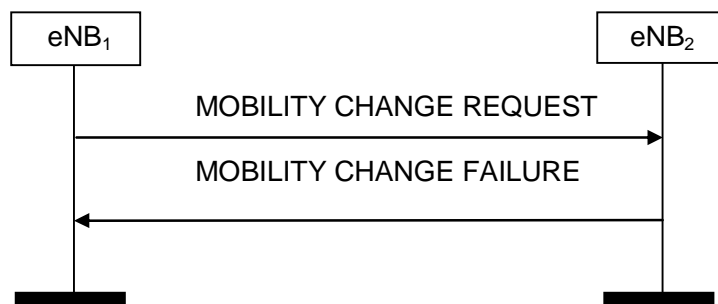 eNB₁
eNB₂
MOBILITY CHANGE REQUEST
MOBILITY CHANGE FAILURE